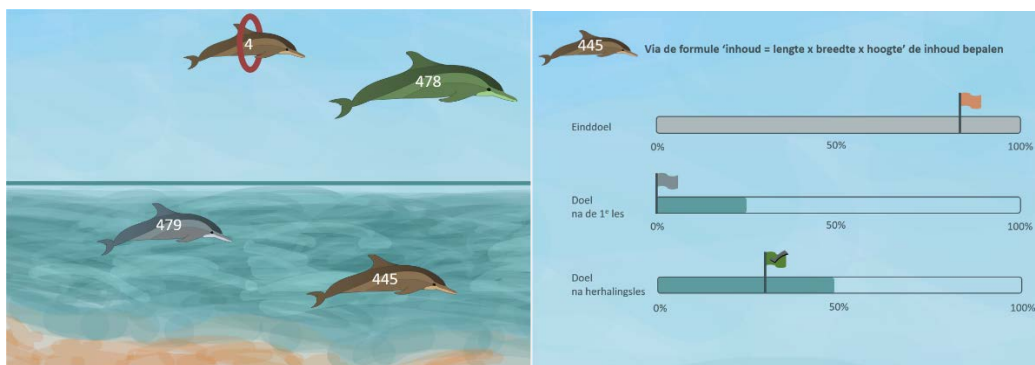 4
478
479
445
445
Via de formule ‘inhoud = lengte x breedte x hoogte’ de inhoud bepalen
Einddoel
0%
50%
100%
Doel
na de 1e les
0%
50%
100%
Doel
na herhalingsles
0%
50%
100%